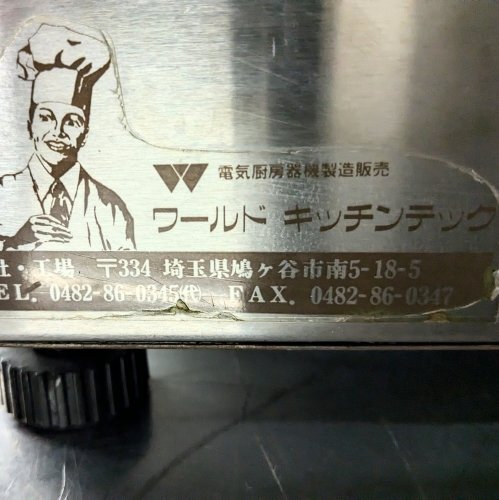 電気厨房器機製造販売
ワールド キッチンテック
社・工場 〒334 埼玉県鳩ヶ谷市南5-18-5
TEL. 0482-86-0345㈹ FAX. 0482-86-0347